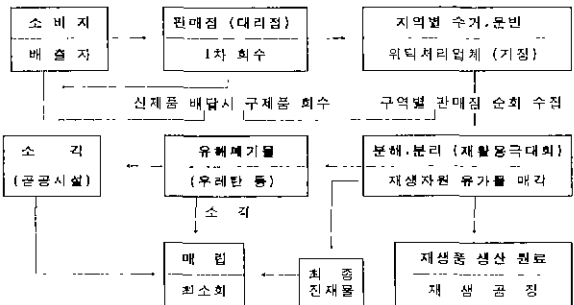 소 비 자
판매점 (대리점)
지역별 수거.운반
배 출 자
1차 회수
위탁처리업체 (지정)
신제품 배달시 구제품 회수
구역별 판매점 순회 수집
소 각
유해폐기물
분해.분리 (재활용극대화)
(공공시설)
(우레탄 등)
재생자원 유가물 매각
소 각
매 립
최 종
재생품 생산 원료
최소화
잔재물
재 생 공 장